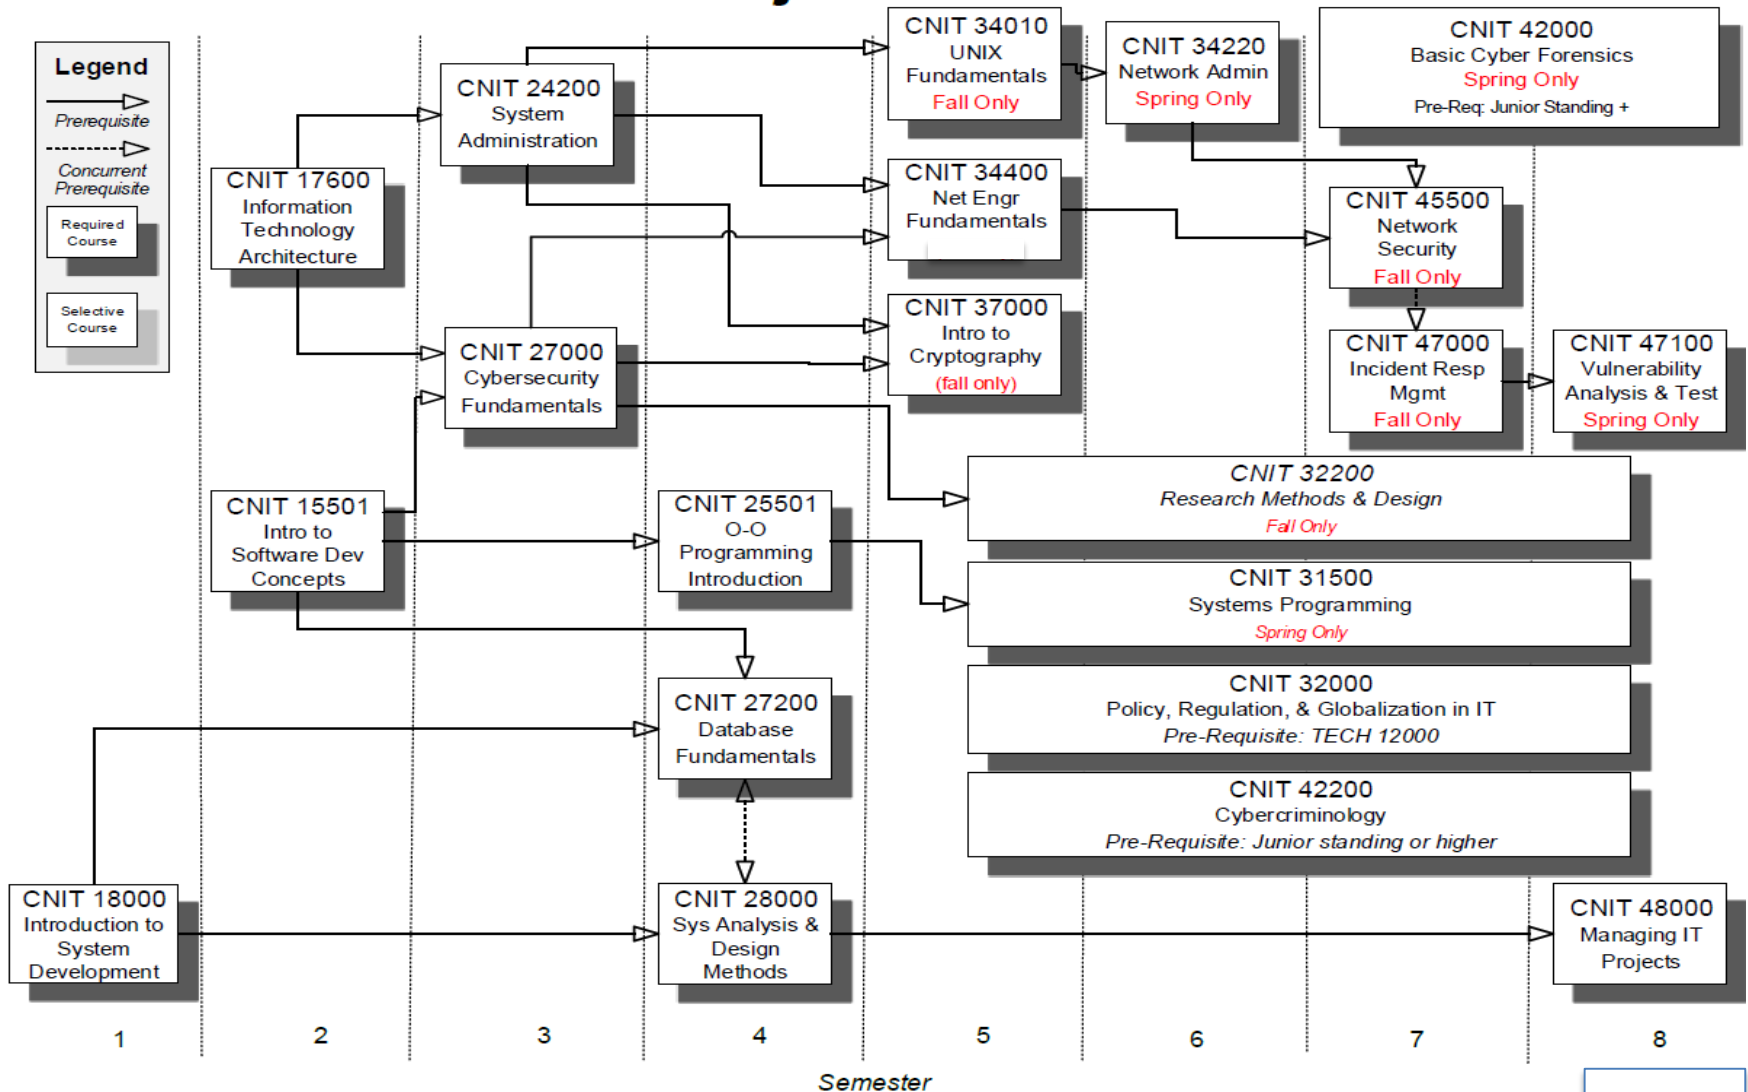 Legend
Prerequisite
Concurrent
Prerequisite
Required
Course
Selective
Course
CNIT 17600
Information
Technology
Architecture
CNIT 24200
System
Administration
CNIT 27000
Cybersecurity
Fundamentals
CNIT 15501
Intro to
Software Dev
Concepts
CNIT 25501
O-O
Programming
Introduction
CNIT 27200
Database
Fundamentals
CNIT 18000
Introduction to
System
Development
CNIT 28000
Sys Analysis &
Design
Methods
CNIT 34010
UNIX
Fundamentals
Fall Only
CNIT 34220
Network Admin
Spring Only
CNIT 42000
Basic Cyber Forensics
Spring Only
Pre-Req: Junior Standing +
CNIT 34400
Net Engr
Fundamentals
CNIT 45500
Network
Security
Fall Only
CNIT 37000
Intro to
Cryptography
(fall only)
CNIT 47000
Incident Resp
Mgmt
Fall Only
CNIT 47100
Vulnerability
Analysis & Test
Spring Only
CNIT 32200
Research Methods & Design
Fall Only
CNIT 31500
Systems Programming
Spring Only
CNIT 32000
Policy, Regulation, & Globalization in IT
Pre-Requisite: TECH 12000
CNIT 42200
Cybercriminology
Pre-Requisite: Junior standing or higher
CNIT 48000
Managing IT
Projects
1 2 3 4 5 6 7 8
Semester